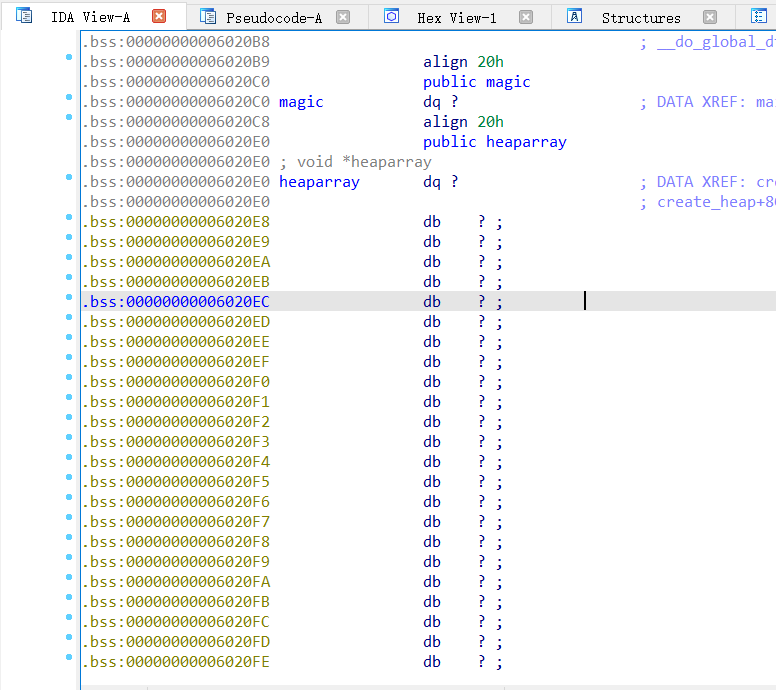 IDA View-A Pseudocode-A Hex View-1 Structures
.bss:00000000006020B8 ; __do_global_d
.bss:00000000006020B9 align 20h
.bss:00000000006020C0 public magic
.bss:00000000006020C0 magic dq ? ; DATA XREF: ma
.bss:00000000006020C8 align 20h
.bss:00000000006020E0 public heaparray
.bss:00000000006020E0 ; void *heaparray
.bss:00000000006020E0 heaparray dq ? ; DATA XREF: cre
.bss:00000000006020E0 ; create_heap+80
.bss:00000000006020E8 db ? ;
.bss:00000000006020E9 db ? ;
.bss:00000000006020EA db ? ;
.bss:00000000006020EB db ? ;
.bss:00000000006020EC db ? ;
.bss:00000000006020ED db ? ;
.bss:00000000006020EE db ? ;
.bss:00000000006020EF db ? ;
.bss:00000000006020F0 db ? ;
.bss:00000000006020F1 db ? ;
.bss:00000000006020F2 db ? ;
.bss:00000000006020F3 db ? ;
.bss:00000000006020F4 db ? ;
.bss:00000000006020F5 db ? ;
.bss:00000000006020F6 db ? ;
.bss:00000000006020F7 db ? ;
.bss:00000000006020F8 db ? ;
.bss:00000000006020F9 db ? ;
.bss:00000000006020FA db ? ;
.bss:00000000006020FB db ? ;
.bss:00000000006020FC db ? ;
.bss:00000000006020FD db ? ;
.bss:00000000006020FE db ? ;